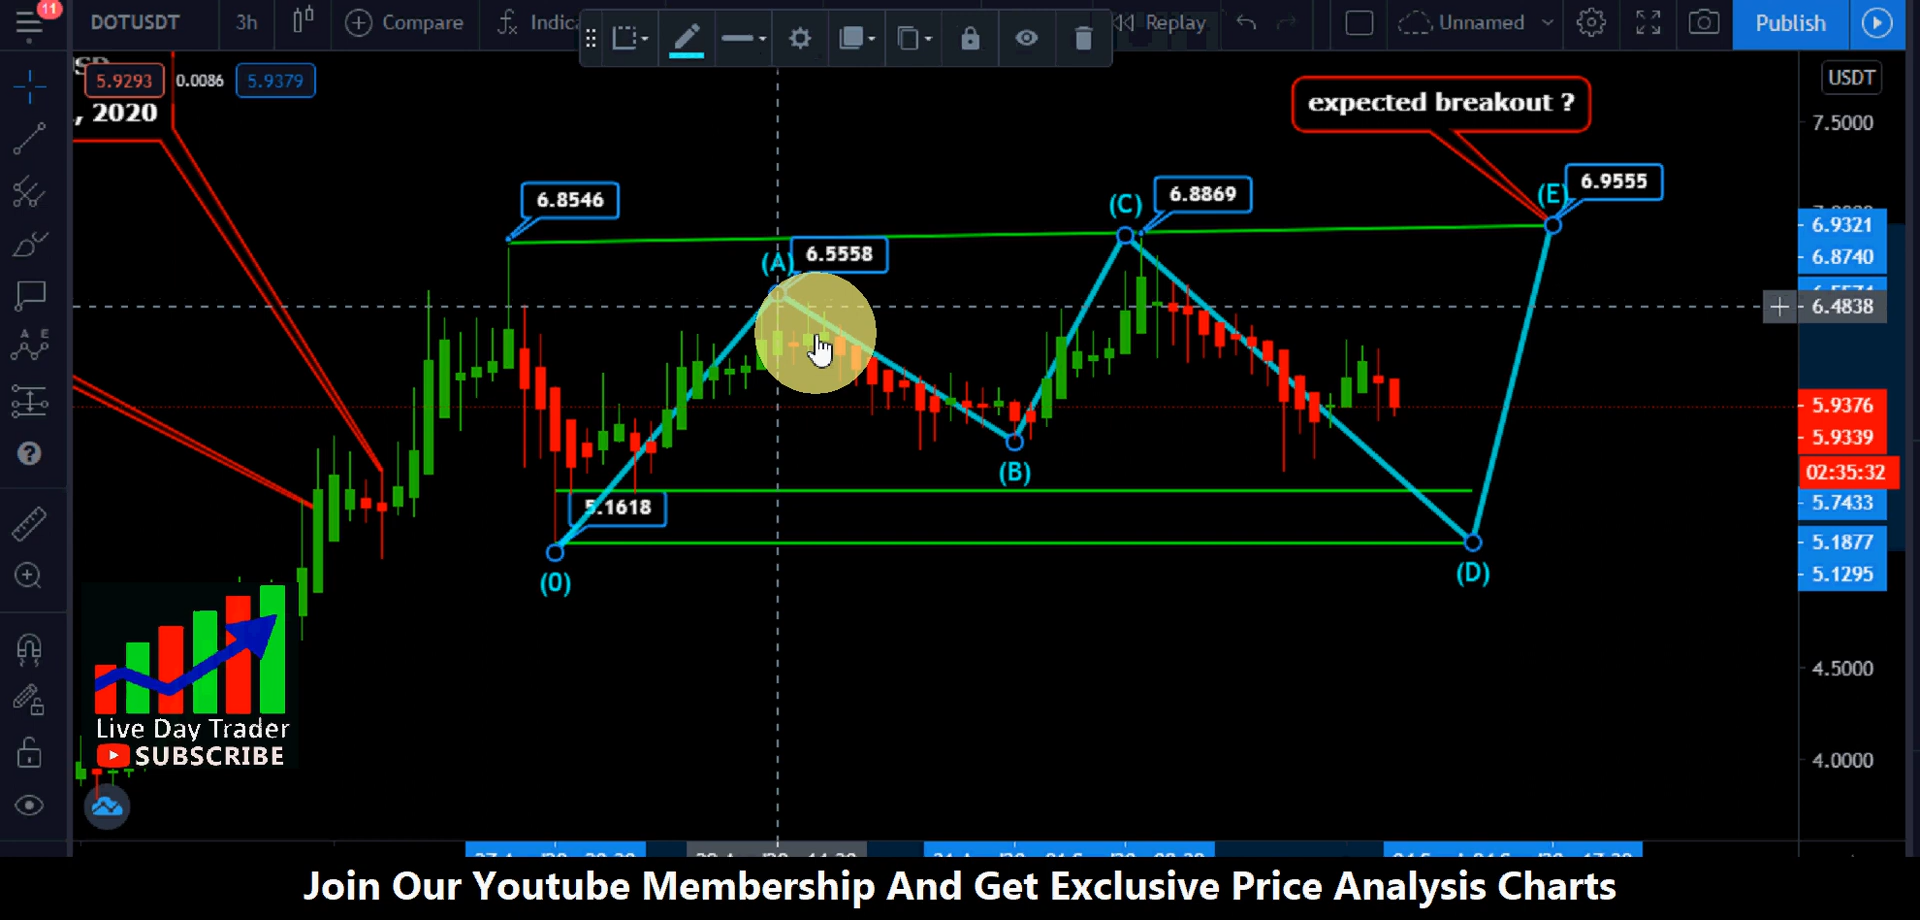 11
DOTUSDT
3h
Compare
Replay
Unnamed
Publish
5.9293
0.0086
5.9379
, 2020
expected breakout ?
USDT
7.5000
6.8546
(A)
6.5558
(C)
6.8869
(E)
6.9555
6.9321
6.8740
6.4838
5.9376
5.9339
02:35:32
5.7433
5.1877
5.1295
4.5000
4.0000
(B)
5.1618
(0)
(D)
A E
Live Day Trader
SUBSCRIBE
Join Our Youtube Membership And Get Exclusive Price Analysis Charts